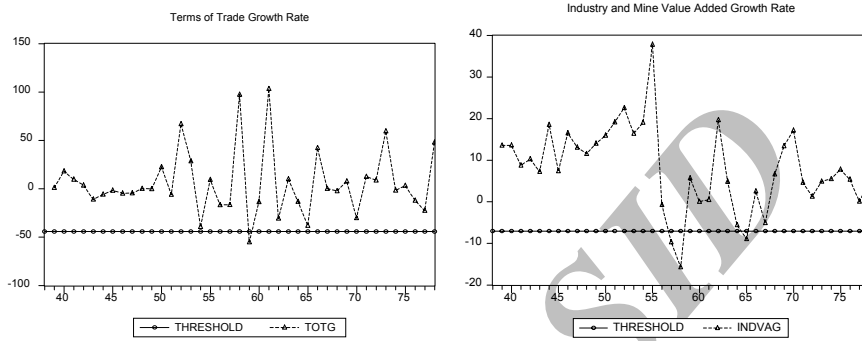 Terms of Trade Growth Rate
150
100
50
0
-50
-100
40 45 50 55 60 65 70 75
THRESHOLD TOTG
Industry and Mine Value Added Growth Rate
40
30
20
10
0
-10
-20
40 45 50 55 60 65 70 75
THRESHOLD INDVAG
SID